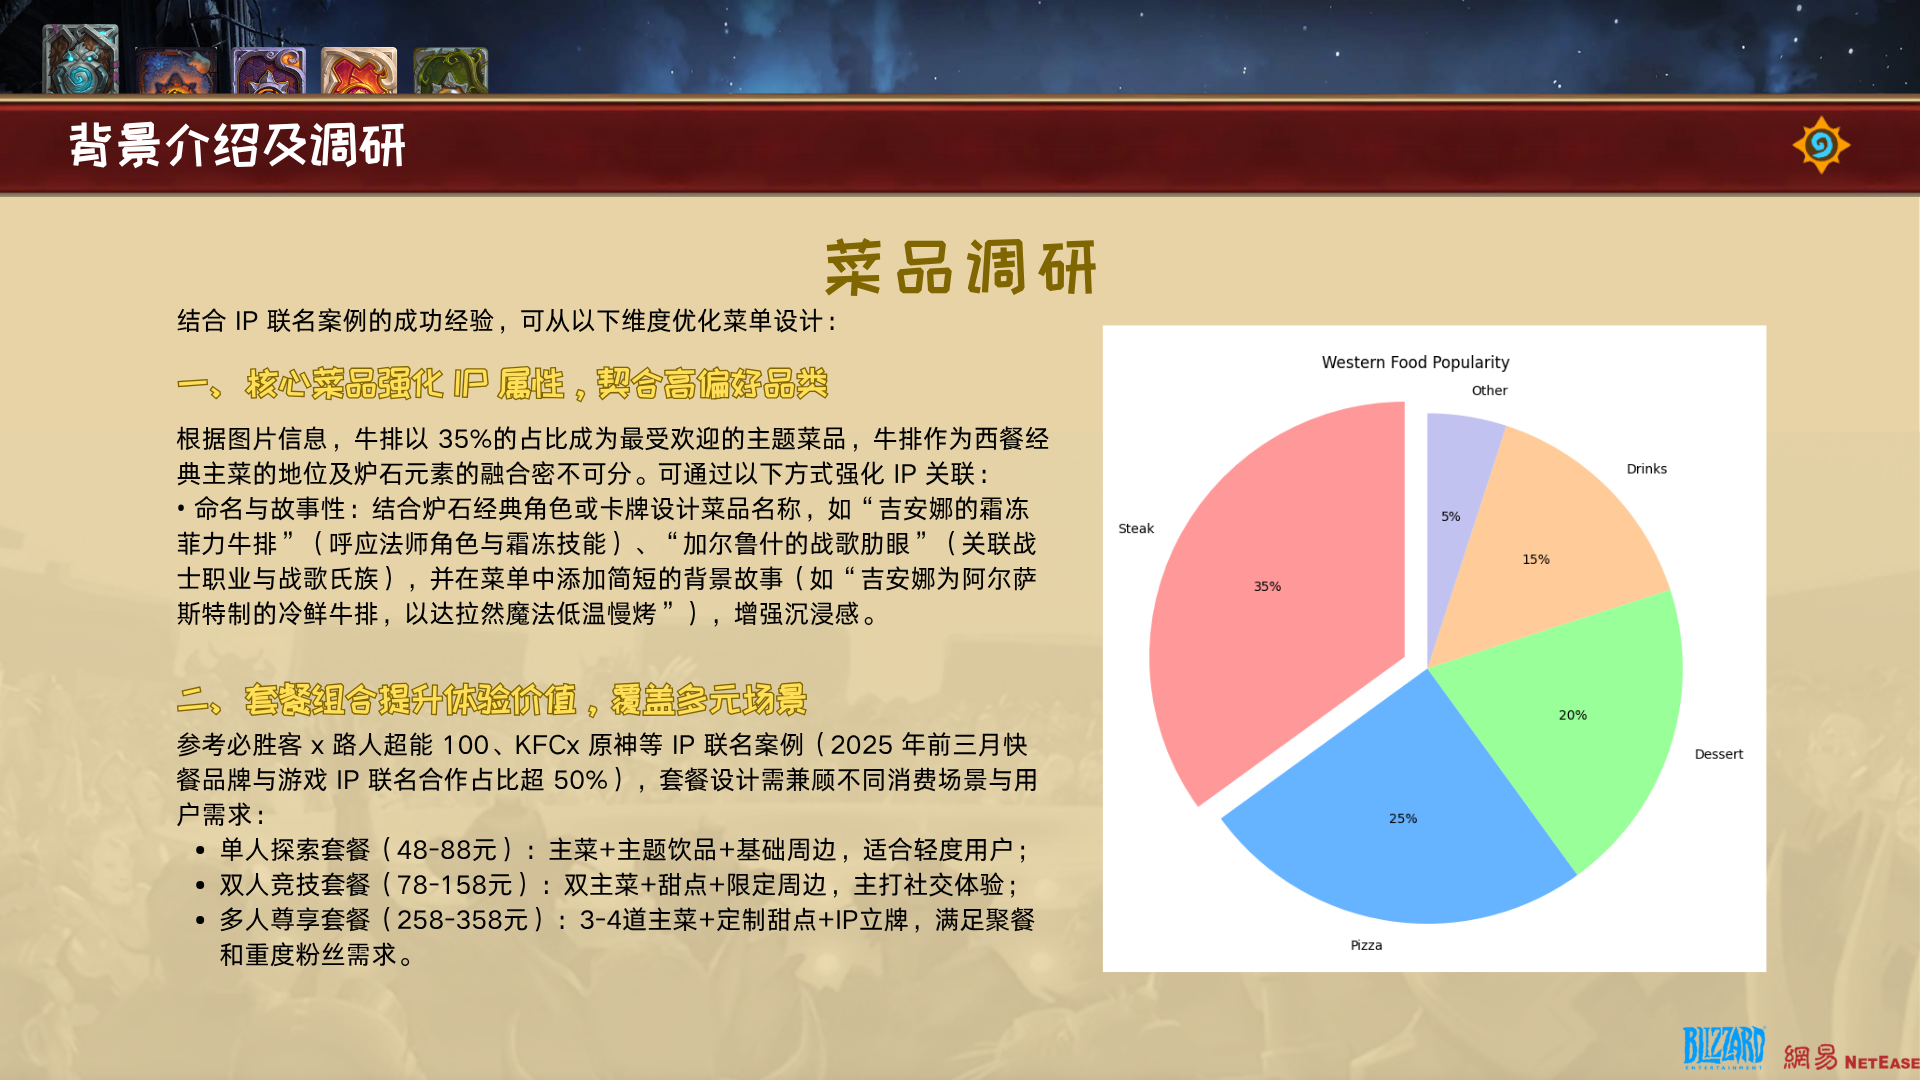 背景介绍及调研
菜品调研
结合 IP 联名案例的成功经验，可从以下维度优化菜单设计：
一、核心菜品强化 IP 属性，契合高偏好品类
根据图片信息，牛排以 35%的占比成为最受欢迎的主题菜品，牛排作为西餐经
典主菜的地位及炉石元素的融合密不可分。可通过以下方式强化 IP 关联：
• 命名与故事性：结合炉石经典角色或卡牌设计菜品名称，如“吉安娜的霜冻
菲力牛排”（呼应法师角色与霜冻技能）、“加尔鲁什的战歌肋眼”（关联战
士职业与战歌氏族），并在菜单中添加简短的背景故事（如“吉安娜为阿尔萨
斯特制的冷鲜牛排，以达拉然魔法低温慢烤”），增强沉浸感。
二、套餐组合提升体验价值，覆盖多元场景
参考必胜客 x 路人超能 100、KFCx 原神等 IP 联名案例（2025 年前三月快
餐品牌与游戏 IP 联名合作占比超 50%），套餐设计需兼顾不同消费场景与用
户需求：
• 单人探索套餐（48-88元）：主菜+主题饮品+基础周边，适合轻度用户；
• 双人竞技套餐（78-158元）：双主菜+甜点+限定周边，主打社交体验；
• 多人尊享套餐（258-358元）：3-4道主菜+定制甜点+IP立牌，满足聚餐
和重度粉丝需求。
Western Food Popularity
Other
Drinks
Steak
5%
15%
35%
20%
Dessert
25%
Pizza
BLIZZARD
ENTERTAINMENT
網易 NETEASE